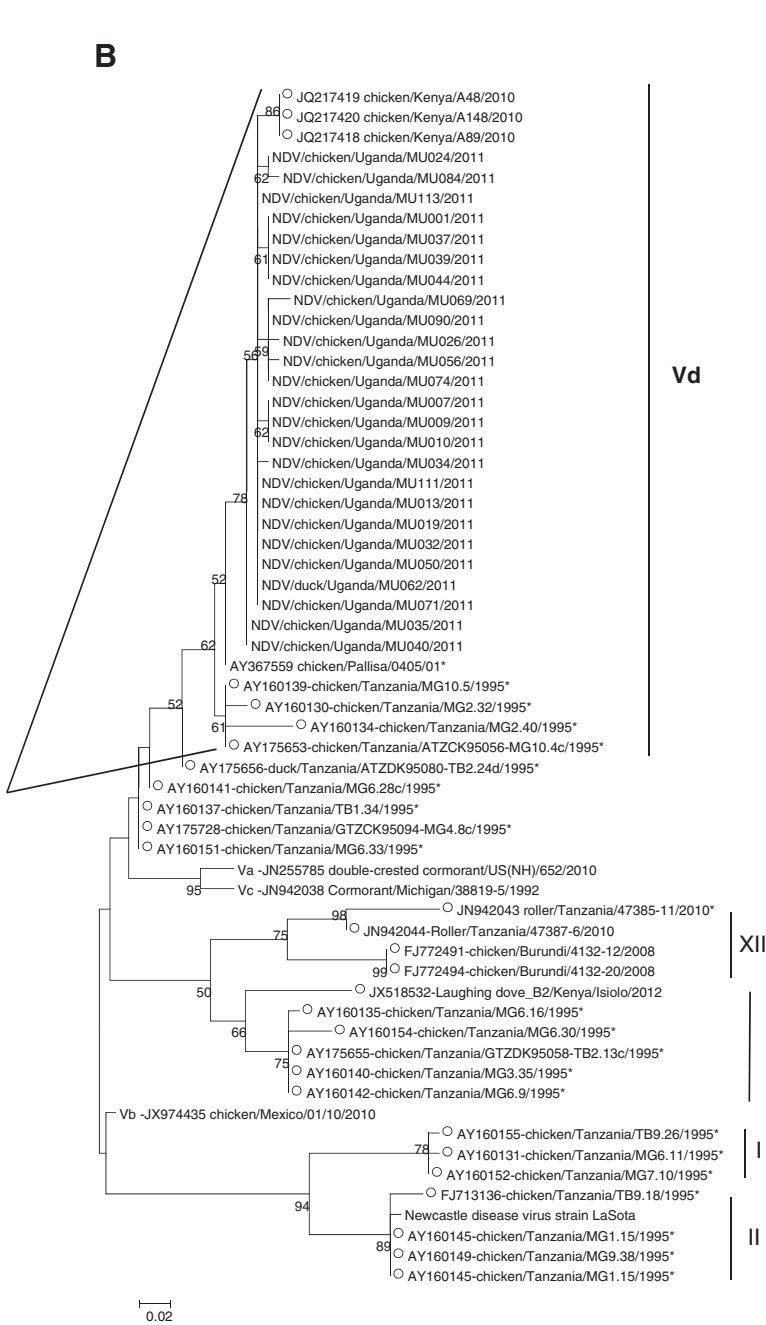 B
JQ217419 chicken/Kenya/A48/2010
86
JQ217420 chicken/Kenya/A148/2010
JQ217418 chicken/Kenya/A89/2010
NDV/chicken/Uganda/MU024/2011
62
NDV/chicken/Uganda/MU084/2011
NDV/chicken/Uganda/MU113/2011
NDV/chicken/Uganda/MU001/2011
NDV/chicken/Uganda/MU037/2011
61
NDV/chicken/Uganda/MU039/2011
NDV/chicken/Uganda/MU044/2011
NDV/chicken/Uganda/MU069/2011
NDV/chicken/Uganda/MU090/2011
NDV/chicken/Uganda/MU026/2011
56
59
NDV/chicken/Uganda/MU056/2011
Vd
NDV/chicken/Uganda/MU074/2011
NDV/chicken/Uganda/MU007/2011
NDV/chicken/Uganda/MU009/2011
62
NDV/chicken/Uganda/MU010/2011
NDV/chicken/Uganda/MU034/2011
NDV/chicken/Uganda/MU111/2011
78
NDV/chicken/Uganda/MU013/2011
NDV/chicken/Uganda/MU019/2011
NDV/chicken/Uganda/MU032/2011
NDV/chicken/Uganda/MU050/2011
52
NDV/duck/Uganda/MU062/2011
NDV/chicken/Uganda/MU071/2011
NDV/chicken/Uganda/MU035/2011
62
NDV/chicken/Uganda/MU040/2011
AY367559 chicken/Pallisa/0405/01*
AY160139-chicken/Tanzania/MG10.5/1995*
52
AY160130-chicken/Tanzania/MG2.32/1995*
61
AY160134-chicken/Tanzania/MG2.40/1995*
AY175653-chicken/Tanzania/ATZCK95056-MG10.4c/1995*
AY175656-duck/Tanzania/ATZDK95080-TB2.24d/1995*
AY160141-chicken/Tanzania/MG6.28c/1995*
AY160137-chicken/Tanzania/TB1.34/1995*
AY175728-chicken/Tanzania/GTZCK95094-MG4.8c/1995*
AY160151-chicken/Tanzania/MG6.33/1995*
Va -JN255785 double-crested cormorant/US(NH)/652/2010
95
Vc -JN942038 Cormorant/Michigan/38819-5/1992
98
JN942043 roller/Tanzania/47385-11/2010*
75
JN942044-Roller/Tanzania/47387-6/2010
XII
FJ772491-chicken/Burundi/4132-12/2008
99
FJ772494-chicken/Burundi/4132-20/2008
50
JX518532-Laughing dove_B2/Kenya/Isiolo/2012
AY160135-chicken/Tanzania/MG6.16/1995*
66
AY160154-chicken/Tanzania/MG6.30/1995*
AY175655-chicken/Tanzania/GTZDK95058-TB2.13c/1995*
75
AY160140-chicken/Tanzania/MG3.35/1995*
AY160142-chicken/Tanzania/MG6.9/1995*
Vb -JX974435 chicken/Mexico/01/10/2010
AY160155-chicken/Tanzania/TB9.26/1995*
78
AY160131-chicken/Tanzania/MG6.11/1995*
I
AY160152-chicken/Tanzania/MG7.10/1995*
94
FJ713136-chicken/Tanzania/TB9.18/1995*
Newcastle disease virus strain LaSota
AY160145-chicken/Tanzania/MG1.15/1995*
II
89
AY160149-chicken/Tanzania/MG9.38/1995*
AY160145-chicken/Tanzania/MG1.15/1995*
0.02